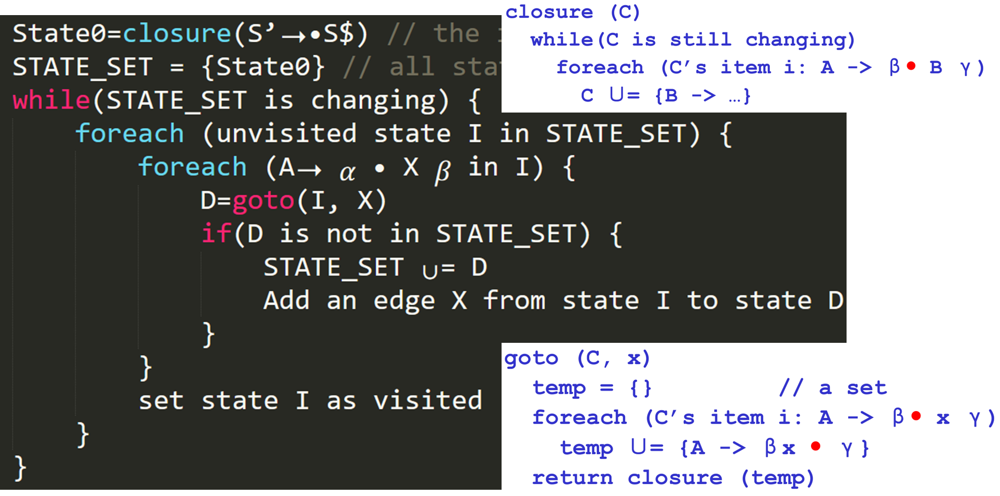 State0=closure(S’→•S$) // the
STATE_SET = {State0} // all sta
while(STATE_SET is changing) {
foreach (unvisited state I in STATE_SET) {
foreach (A→ α • X β in I) {
D=goto(I, X)
if(D is not in STATE_SET) {
STATE_SET ∪= D
Add an edge X from state I to state D
}
}
set state I as visited
}
}
closure (C)
while(C is still changing)
foreach (C’s item i: A -> β• B γ)
C ∪= {B -> …}
goto (C, x)
temp = {} // a set
foreach (C’s item i: A -> β• x γ)
temp ∪= {A -> βx • γ}
return closure (temp)